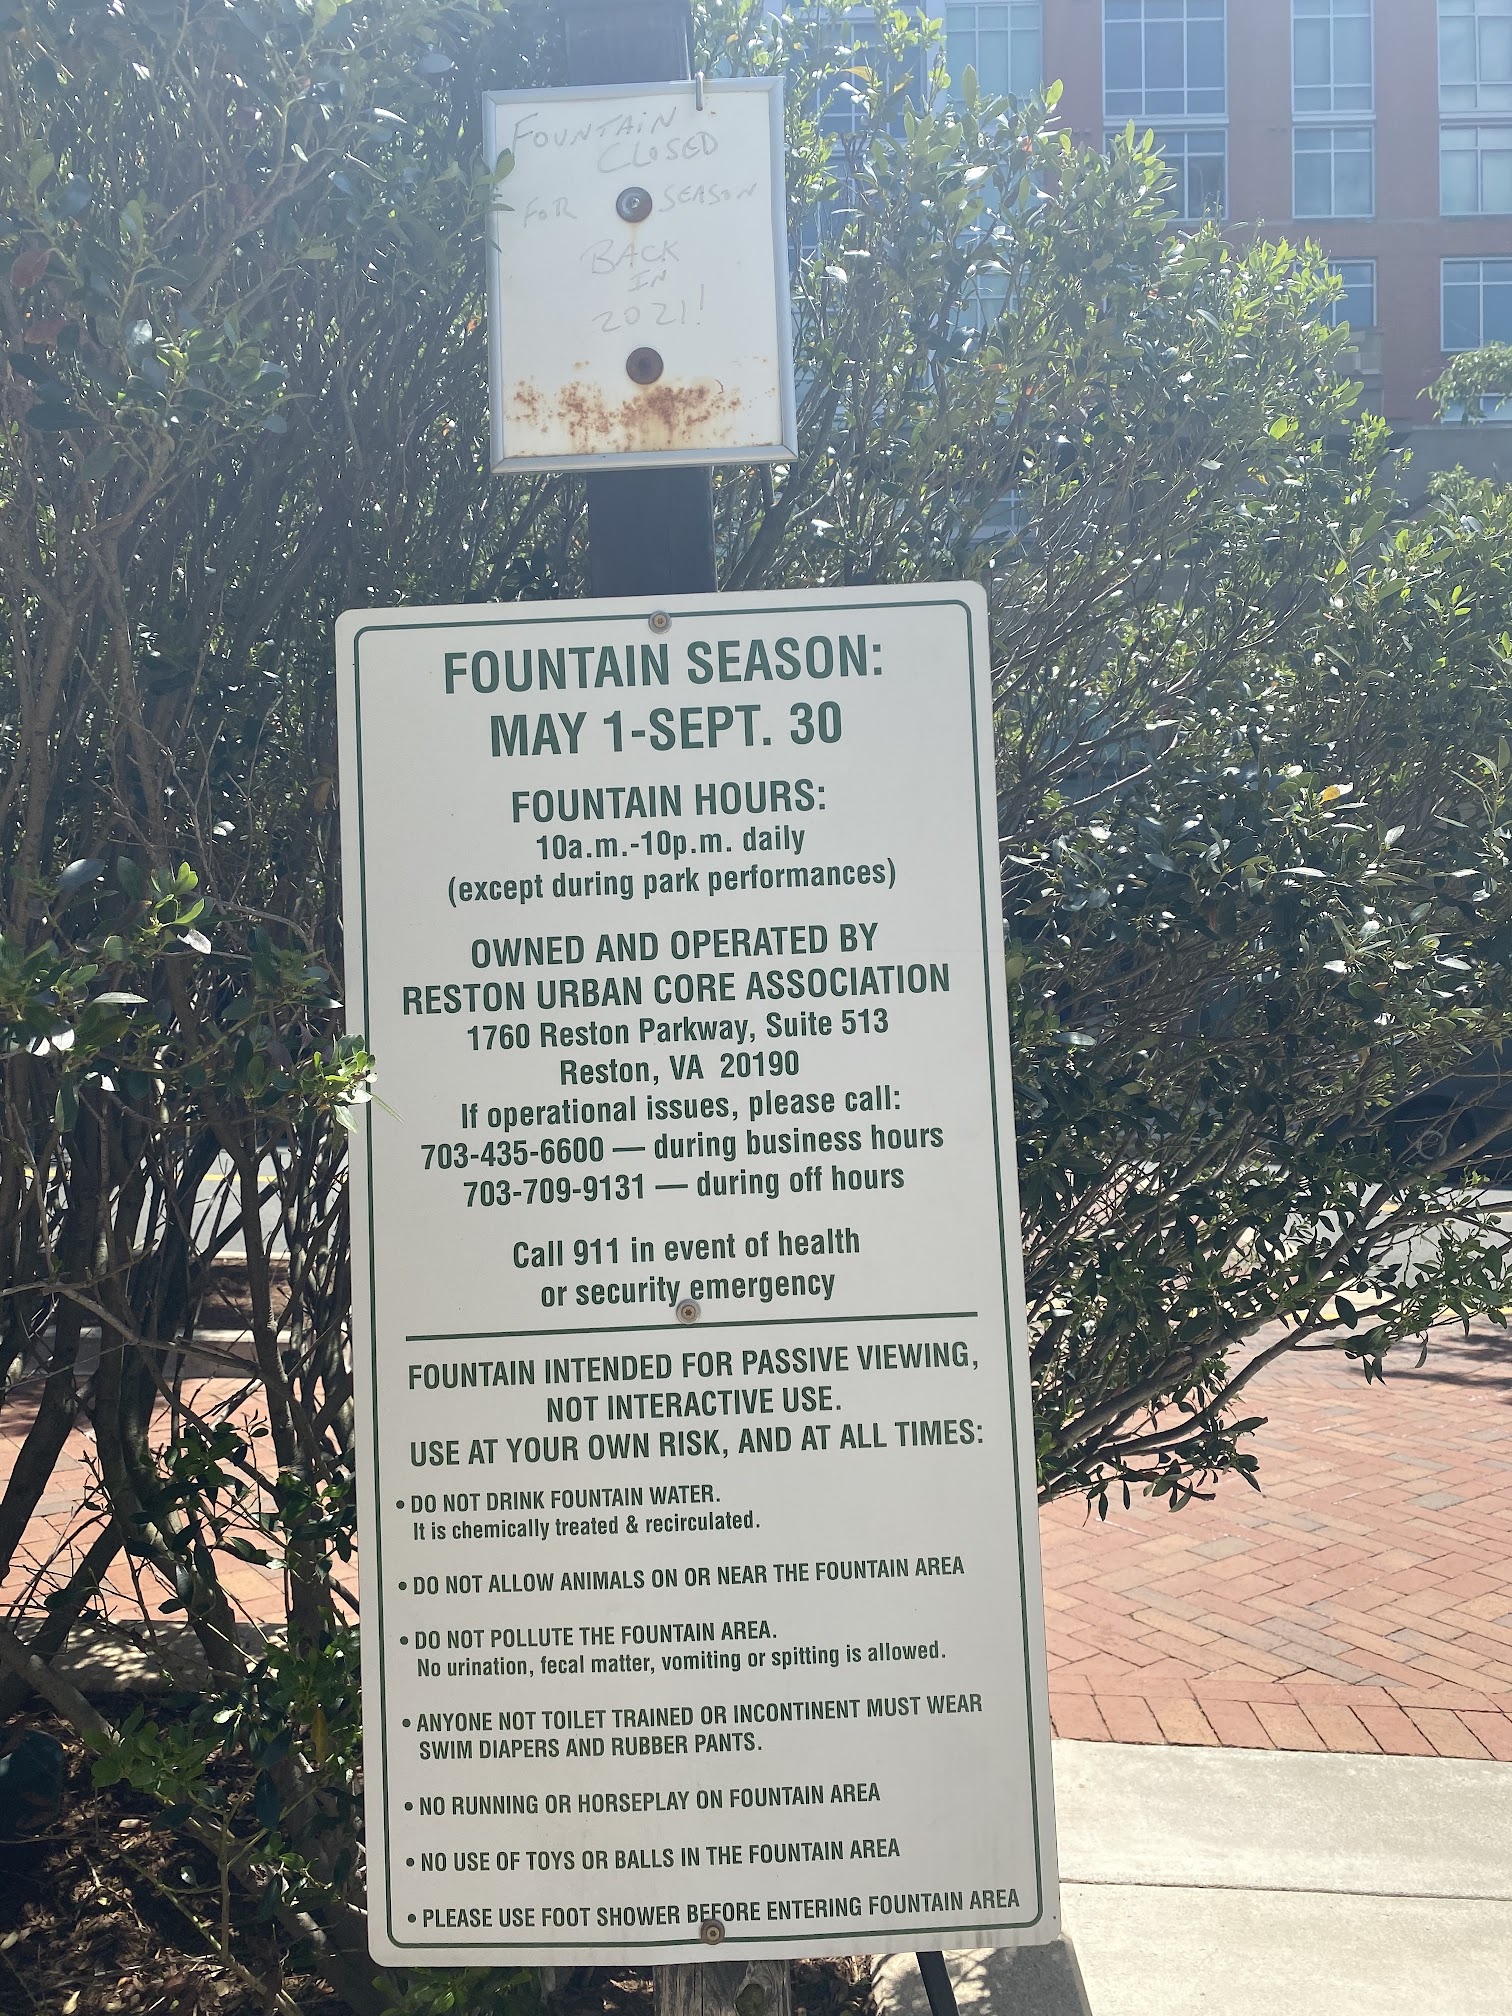 FOUNTAIN
CLOSED
FOR SEASON
BACK
IN
2021!
FOUNTAIN SEASON:
MAY 1-SEPT. 30
FOUNTAIN HOURS:
10a.m.-10p.m. daily
(except during park performances)
OWNED AND OPERATED BY
RESTON URBAN CORE ASSOCIATION
1760 Reston Parkway, Suite 513
Reston, VA 20190
If operational issues, please call:
703-435-6600 — during business hours
703-709-9131 — during off hours
Call 911 in event of health
or security emergency
FOUNTAIN INTENDED FOR PASSIVE VIEWING,
NOT INTERACTIVE USE.
USE AT YOUR OWN RISK, AND AT ALL TIMES:
• DO NOT DRINK FOUNTAIN WATER.
It is chemically treated & recirculated.
• DO NOT ALLOW ANIMALS ON OR NEAR THE FOUNTAIN AREA
• DO NOT POLLUTE THE FOUNTAIN AREA.
No urination, fecal matter, vomiting or spitting is allowed.
• ANYONE NOT TOILET TRAINED OR INCONTINENT MUST WEAR
SWIM DIAPERS AND RUBBER PANTS.
• NO RUNNING OR HORSEPLAY ON FOUNTAIN AREA
• NO USE OF TOYS OR BALLS IN THE FOUNTAIN AREA
• PLEASE USE FOOT SHOWER BEFORE ENTERING FOUNTAIN AREA